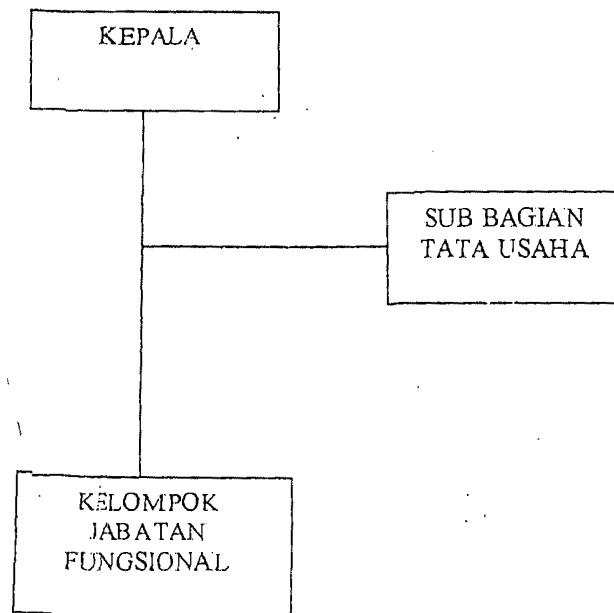 KEPALA
SUB BAGIAN
TATA USAHA
KELOMPOK
JABATAN
FUNGSIONAL